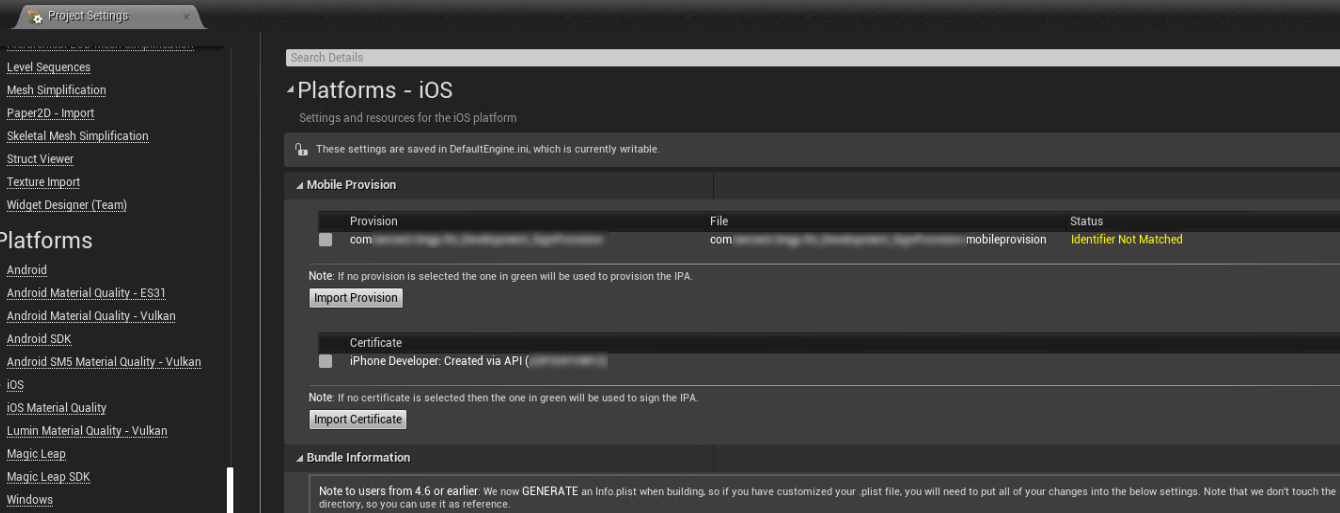 Project Settings
Level Sequences
Mesh Simplification
Paper2D - Import
Skeletal Mesh Simplification
Struct Viewer
Texture Import
Widget Designer (Team)
Platforms
Android
Android Material Quality - ES31
Android Material Quality - Vulkan
Android SDK
Android SM5 Material Quality - Vulkan
iOS
iOS Material Quality
Lumin Material Quality - Vulkan
Magic Leap
Magic Leap SDK
Windows
Search Details
Platforms - iOS
Settings and resources for the iOS platform
These settings are saved in DefaultEngine.ini, which is currently writable.
Mobile Provision
Provision File Status
com. com. mobileprovision Identifier Not Matched
Note: If no provision is selected the one in green will be used to provision the IPA.
Import Provision
Certificate
iPhone Developer: Created via API (
Note: If no certificate is selected then the one in green will be used to sign the IPA.
Import Certificate
Bundle Information
Note to users from 4.6 or earlier: We now GENERATE an Info.plist when building, so if you have customized your .plist file, you will need to put all of your changes into the below settings. Note that we don't touch the
directory, so you can use it as reference.